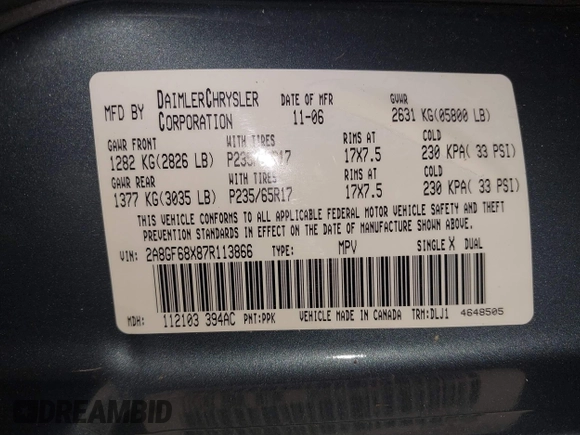 MFD BY DAIMLERCHRYSLER CORPORATION DATE OF MFR 11-06 GVWR 2631 KG(05800 LB)
GAWR FRONT WITH TIRES RIMS AT COLD
1282 KG(2826 LB) P235/65R17 17X7.5 230 KPA( 33 PSI)
GAWR REAR WITH TIRES RIMS AT COLD
1377 KG(3035 LB) P235/65R17 17X7.5 230 KPA( 33 PSI)
THIS VEHICLE CONFORMS TO ALL APPLICABLE FEDERAL MOTOR VEHICLE SAFETY AND THEFT
PREVENTION STANDARDS IN EFFECT ON THE DATE OF MANUFACTURE SHOWN ABOVE.
VIN: 2A8GF68X87R113866 TYPE: MPV SINGLE X DUAL
MDH: 112103 394AC PNT:PPK VEHICLE MADE IN CANADA TRM:DLJ1 4648505
DREAMBID